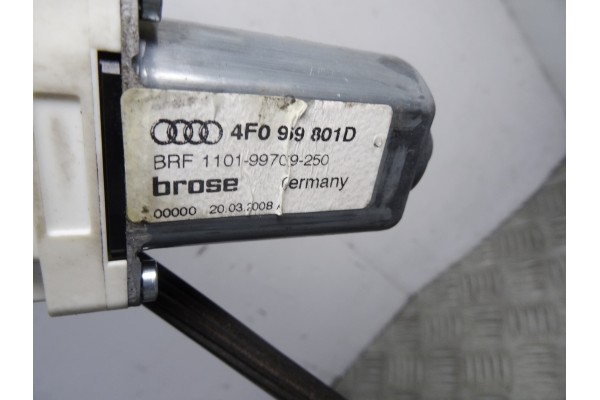 4F0 959 801D
BRF 1101-99709-250
brose Germany
00000 20.03.2008